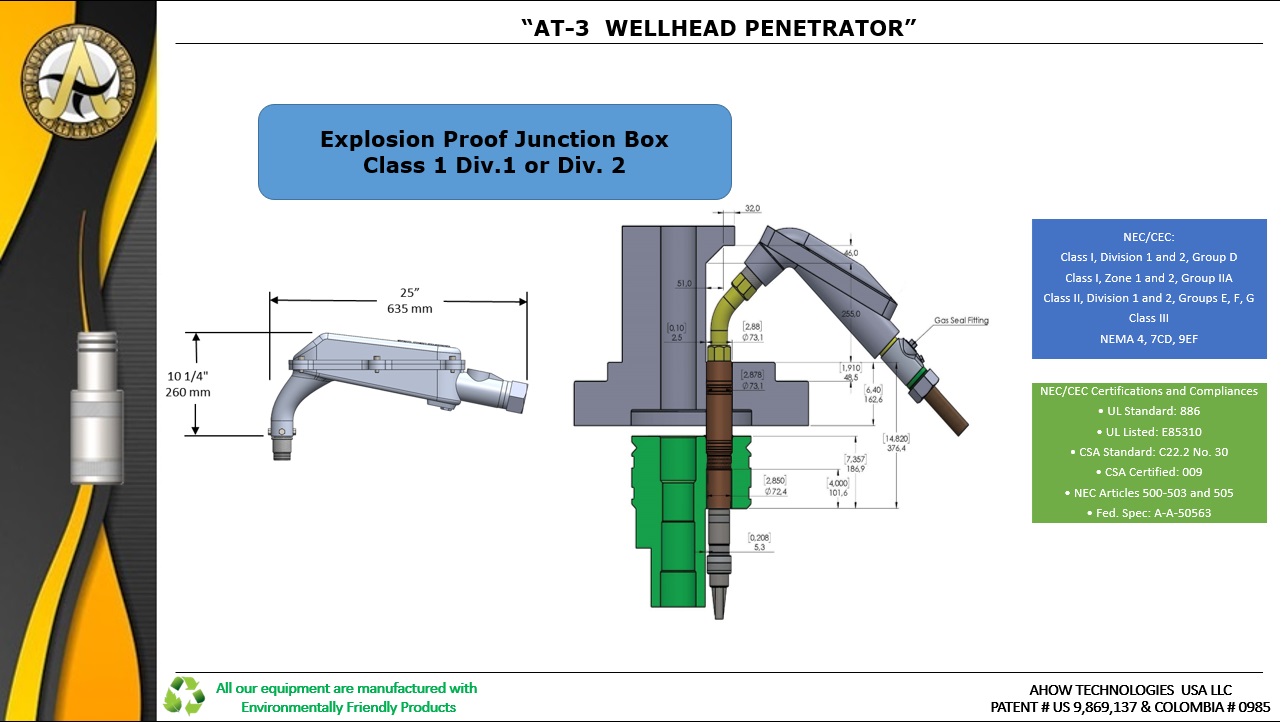 “AT-3 WELLHEAD PENETRATOR”
Explosion Proof Junction Box
Class 1 Div.1 or Div. 2
32,0
46,0
51,0
255,0
Gas Seal Fitting
[0,10]
2,5
[2.88]
Ø73,1
[2.878]
Ø73,1
[1,910]
48,5
[6,40]
162,6
[14,820]
376,4
[7,357]
186,9
[4,000]
101,6
[2,850]
Ø72,4
[0,208]
5,3
25”
635 mm
10 1/4"
260 mm
NEC/CEC:
Class I, Division 1 and 2, Group D
Class I, Zone 1 and 2, Group IIA
Class II, Division 1 and 2, Groups E, F, G
Class III
NEMA 4, 7CD, 9EF
NEC/CEC Certifications and Compliances
• UL Standard: 886
• UL Listed: E85310
• CSA Standard: C22.2 No. 30
• CSA Certified: 009
• NEC Articles 500-503 and 505
• Fed. Spec: A-A-50563
All our equipment are manufactured with
Environmentally Friendly Products
AHOW TECHNOLOGIES USA LLC
PATENT # US 9,869,137 & COLOMBIA # 0985